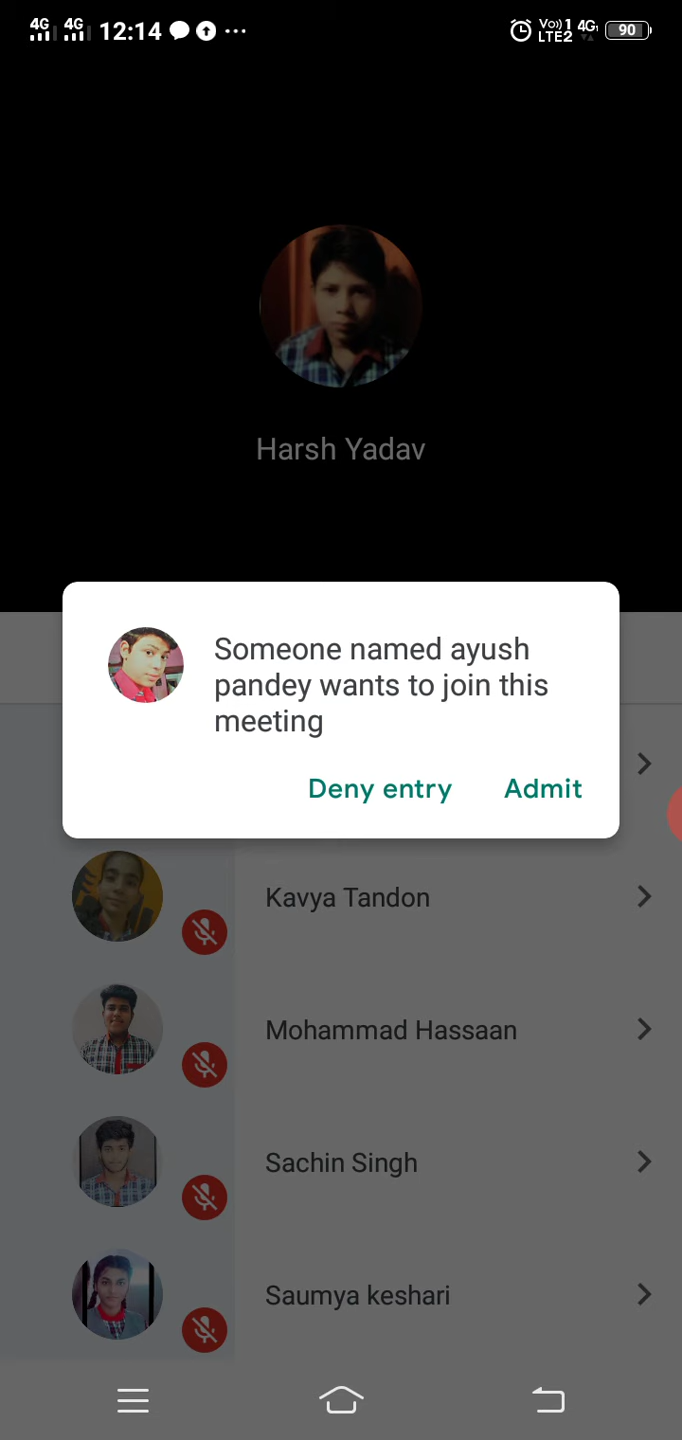 4G 4G 12:14 ... Vo) 1 LTE2 4G 90
Harsh Yadav
Someone named ayush
pandey wants to join this
meeting
Deny entry Admit
Kavya Tandon
Mohammad Hassaan
Sachin Singh
Saumya keshari